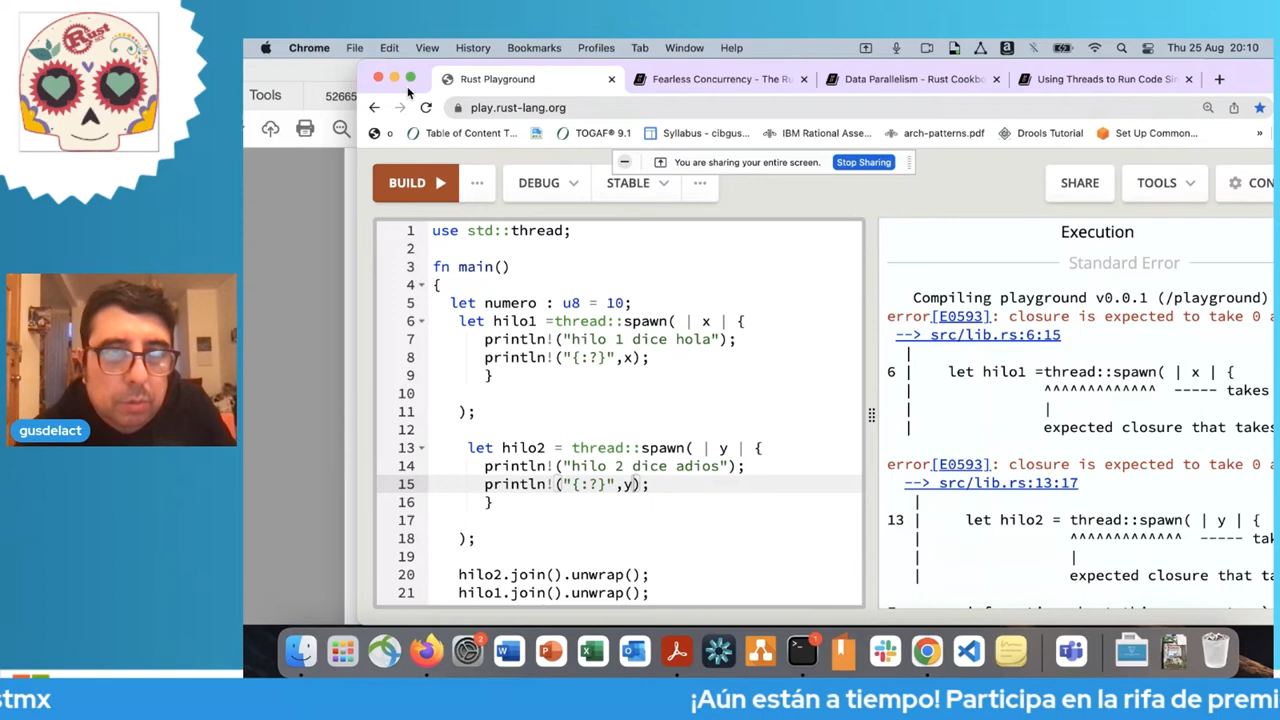 Rust
Chrome File Edit View History Bookmarks Profiles Tab Window Help Thu 25 Aug 20:10
Tools 52665
Rust Playground Fearless Concurrency - The Ru Data Parallelism - Rust Cookbo Using Threads to Run Code Sin
play.rust-lang.org
o Table of Content T... TOGAF® 9.1 Syllabus - cibgus... IBM Rational Asse... arch-patterns.pdf Drools Tutorial Set Up Common... »
You are sharing your entire screen. Stop Sharing
BUILD ... DEBUG STABLE ... SHARE TOOLS CON
1 use std::thread;
2
3 fn main()
4 {
5 let numero : u8 = 10;
6 let hilo1 =thread::spawn( | x | {
7 println!("hilo 1 dice hola");
8 println!("{:?}",x);
9 }
10
11 );
12
13 let hilo2 = thread::spawn( | y | {
14 println!("hilo 2 dice adios");
15 println!("{:?}",y);
16 }
17
18 );
19
20 hilo2.join().unwrap();
21 hilo1.join().unwrap();
Execution
Standard Error
Compiling playground v0.0.1 (/playground)
error[E0593]: closure is expected to take 0 a
--> src/lib.rs:6:15
|
6 | let hilo1 =thread::spawn( | x | {
| ^^^^^^^^^^^^^ ----- takes
| |
| expected closure that takes
error[E0593]: closure is expected to take 0 a
--> src/lib.rs:13:17
|
13 | let hilo2 = thread::spawn( | y | {
| ^^^^^^^^^^^^^ ----- tak
| |
| expected closure that ta
gusdelact
2
1
stmx ¡Aún están a tiempo! Participa en la rifa de premi